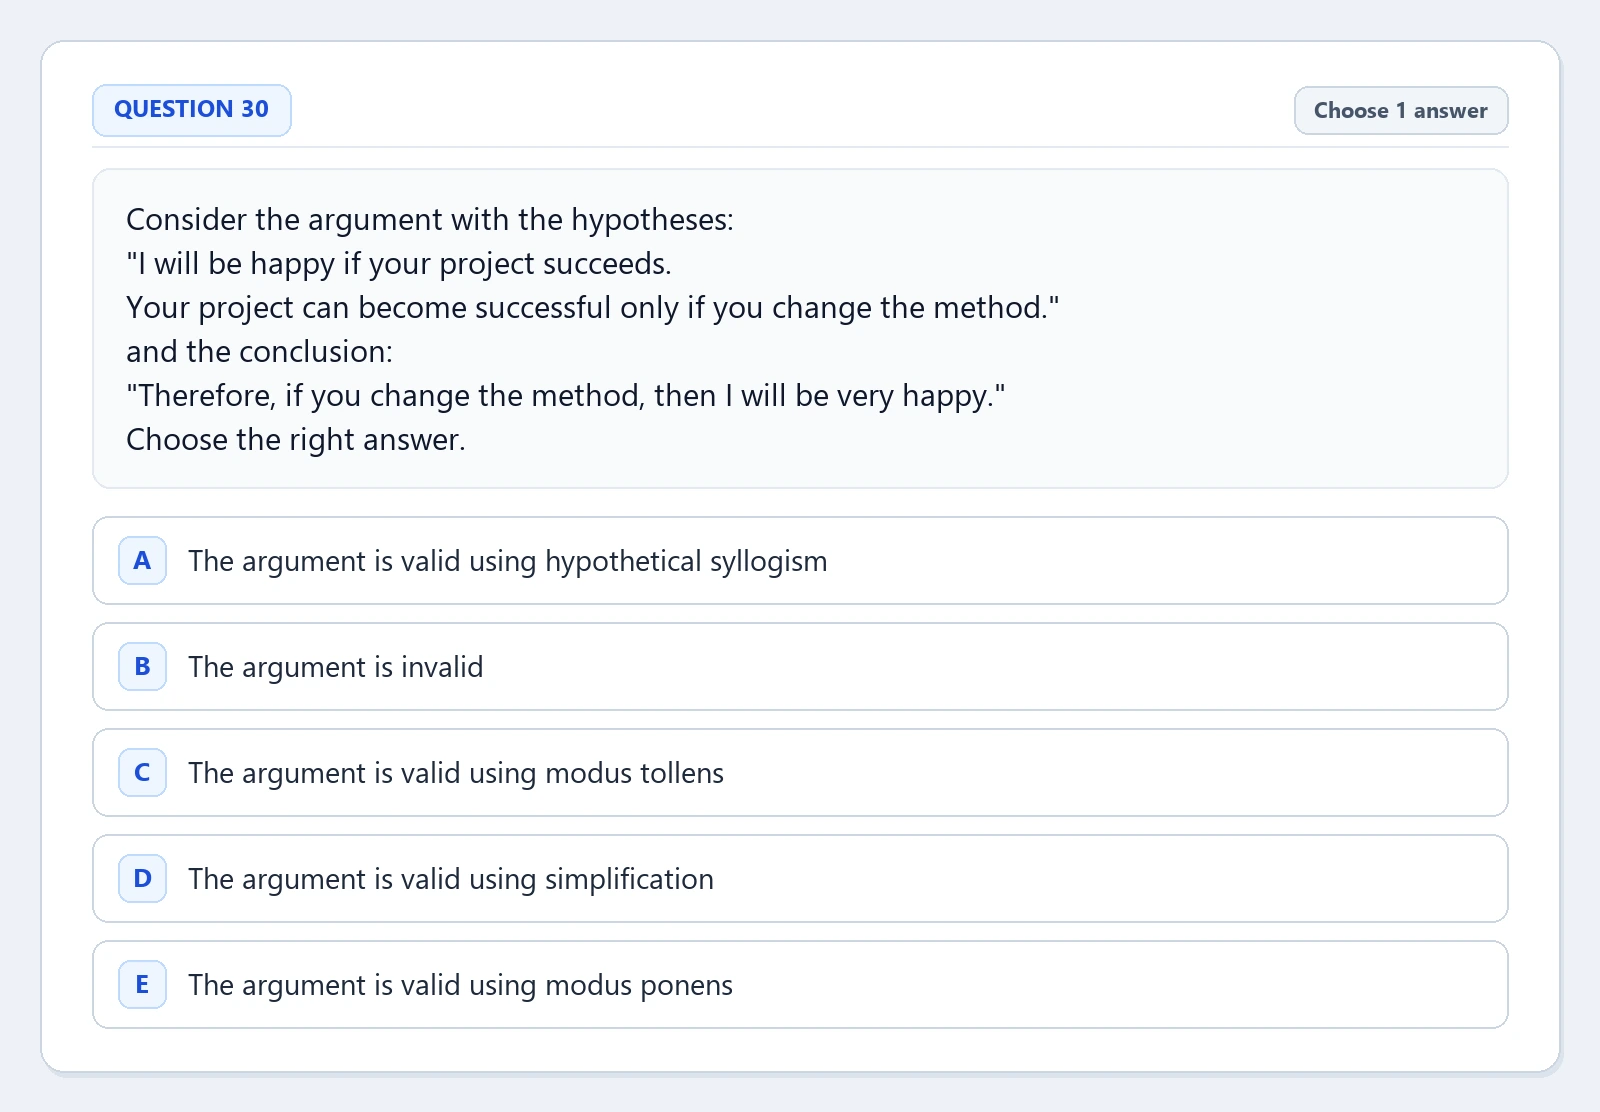 QUESTION 30
Choose 1 answer
Consider the argument with the hypotheses:
"I will be happy if your project succeeds.
Your project can become successful only if you change the method."
and the conclusion:
"Therefore, if you change the method, then I will be very happy."
Choose the right answer.
A The argument is valid using hypothetical syllogism
B The argument is invalid
C The argument is valid using modus tollens
D The argument is valid using simplification
E The argument is valid using modus ponens